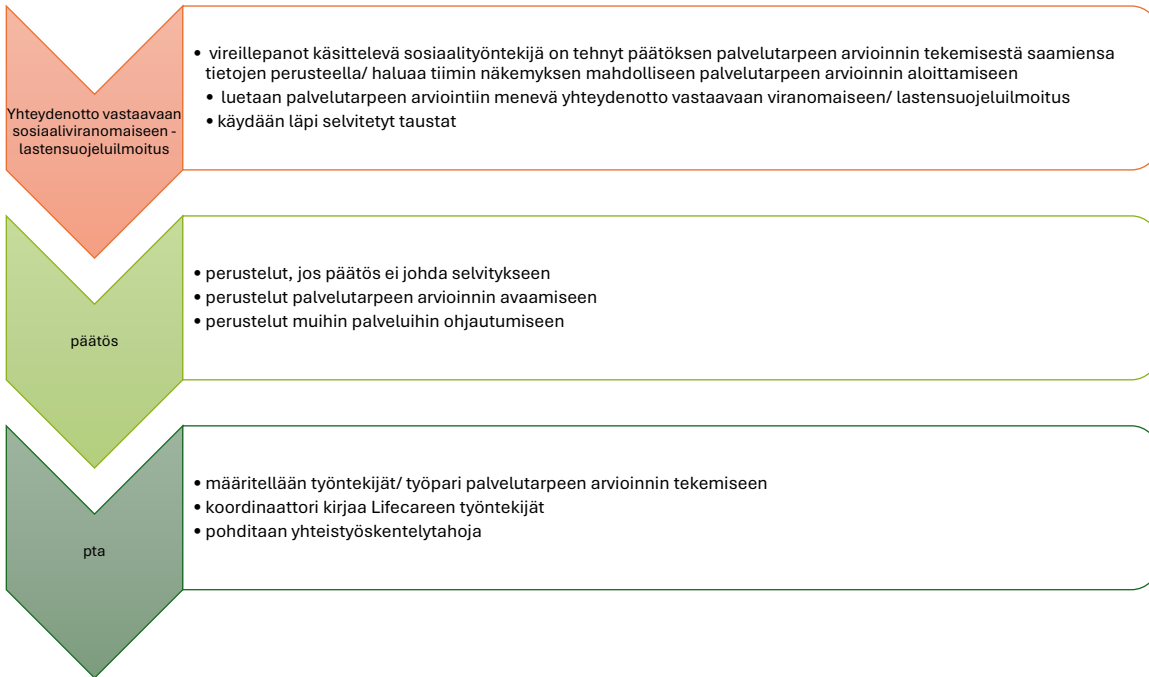 Yhteydenotto vastaavaan
sosiaaliviranomaiseen -
lastensuojeluilmoitus
• vireillepanot käsittelevä sosiaalityöntekijä on tehnyt päätöksen palvelutarpeen arvioinnin tekemisestä saamiensa
tietojen perusteella/ haluaa tiimin näkemyksen mahdolliseen palvelutarpeen arvioinnin aloittamiseen
• luetaan palvelutarpeen arviointiin menevä yhteydenotto vastaavaan viranomaiseen/ lastensuojeluilmoitus
• käydään läpi selvitetyt taustat
päätös
• perustelut, jos päätös ei johda selvitykseen
• perustelut palvelutarpeen arvioinnin avaamiseen
• perustelut muihin palveluihin ohjautumiseen
pta
• määritellään työntekijät/ työpari palvelutarpeen arvioinnin tekemiseen
• koordinaattori kirjaa Lifecareen työntekijät
• pohditaan yhteistyöskentelytahoja